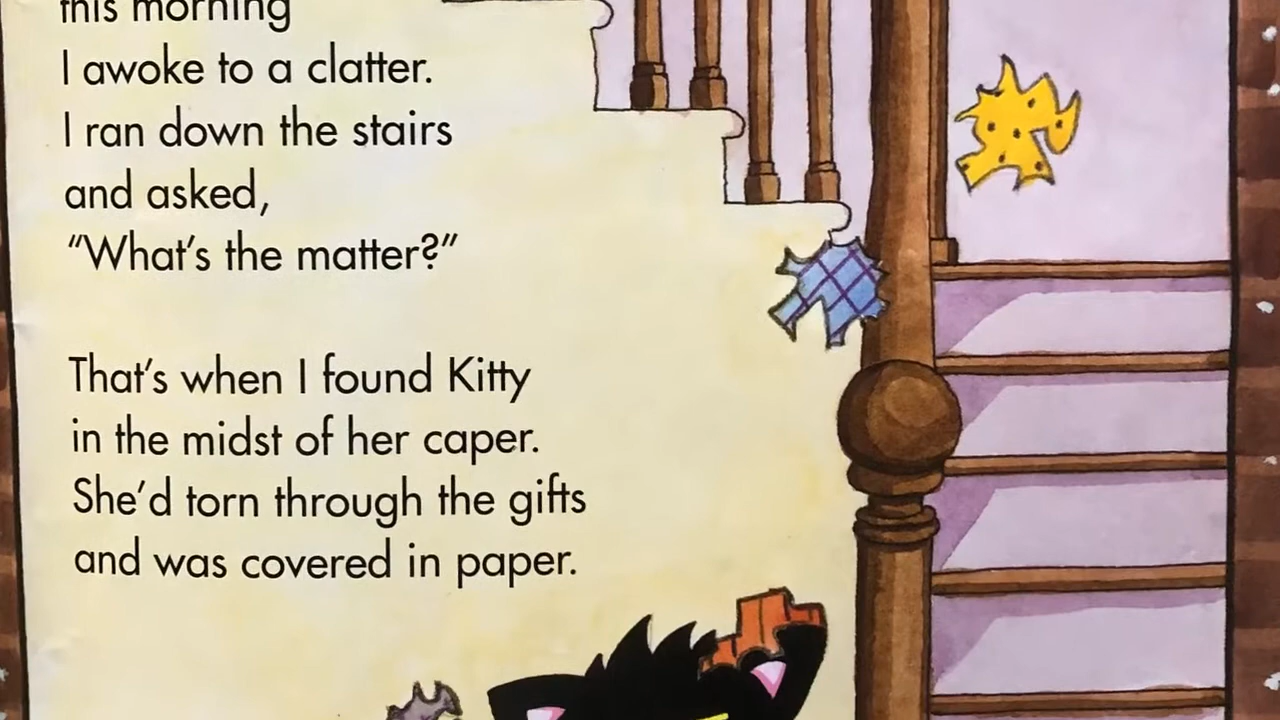 this morning
I awoke to a clatter.
I ran down the stairs
and asked,
“What’s the matter?”
That’s when I found Kitty
in the midst of her caper.
She’d torn through the gifts
and was covered in paper.